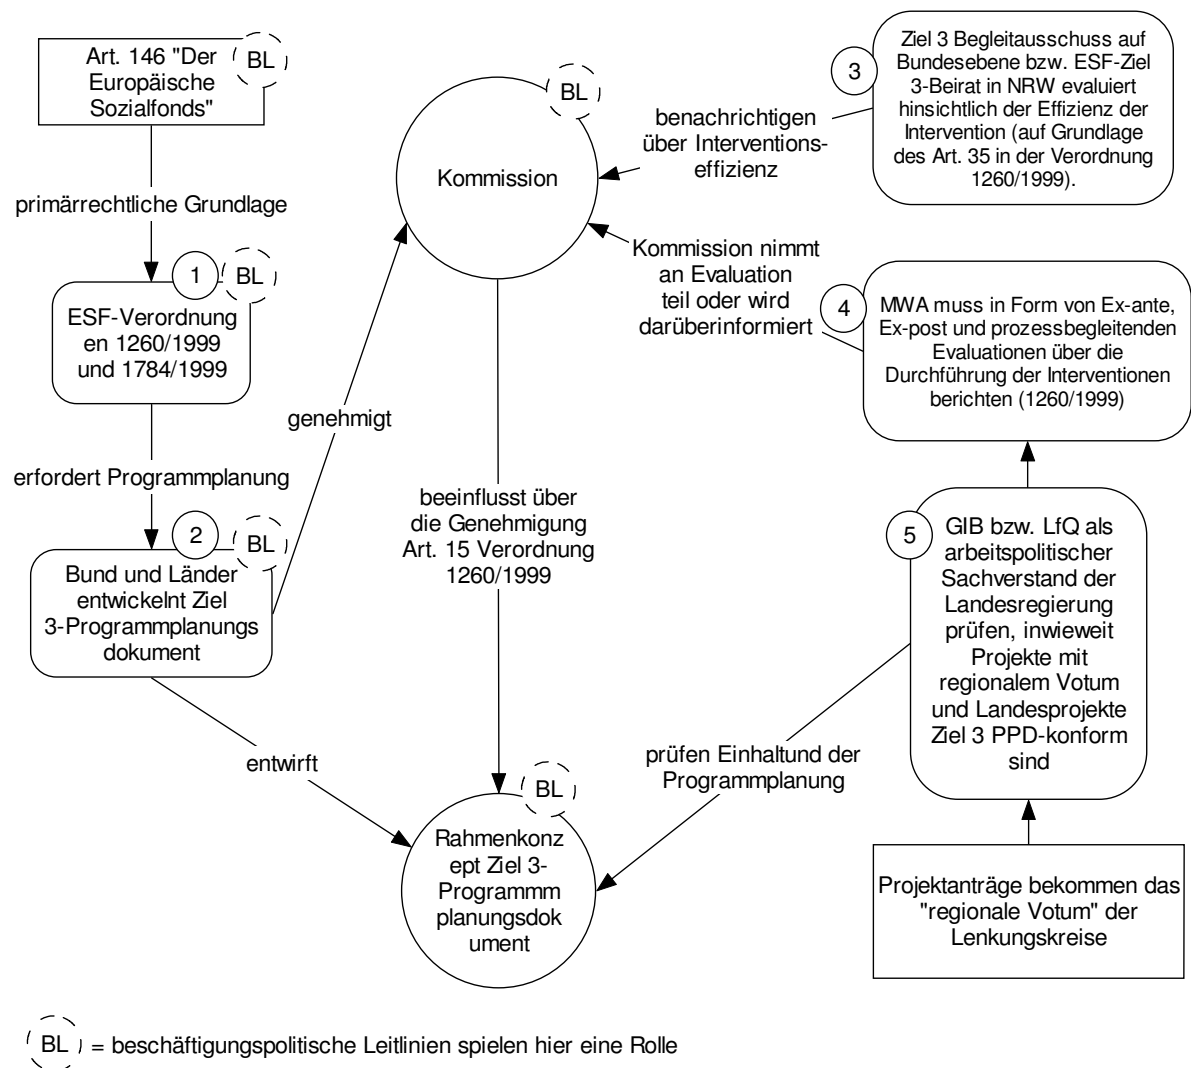 Art. 146 "Der
Europäische
Sozialfonds"
BL
primärrechtliche Grundlage
1
BL
ESF-Verordnung
en 1260/1999
und 1784/1999
erfordert Programmplanung
2
BL
Bund und Länder
entwickelnt Ziel
3-Programmplanungs
dokument
genehmigt
entwirft
BL
Kommission
beeinflusst über
die Genehmigung
Art. 15 Verordnung
1260/1999
BL
Rahmenkonz
ept Ziel 3-
Programmm
planungsdok
ument
benachrichtigen
über Interventions-
effizienz
3
Ziel 3 Begleitausschuss auf
Bundesebene bzw. ESF-Ziel
3-Beirat in NRW evaluiert
hinsichtlich der Effizienz der
Intervention (auf Grundlage
des Art. 35 in der Verordnung
1260/1999).
Kommission nimmt
an Evaluation
teil oder wird
darüberinformiert
4
MWA muss in Form von Ex-ante,
Ex-post und prozessbegleitenden
Evaluationen über die
Durchführung der Interventionen
berichten (1260/1999)
5
GIB bzw. LfQ als
arbeitspolitischer
Sachverstand der
Landesregierung
prüfen, inwieweit
Projekte mit
regionalem Votum
und Landesprojekte
Ziel 3 PPD-konform
sind
prüfen Einhaltund der
Programmplanung
Projektanträge bekommen das
"regionale Votum" der
Lenkungskreise
BL = beschäftigungspolitische Leitlinien spielen hier eine Rolle